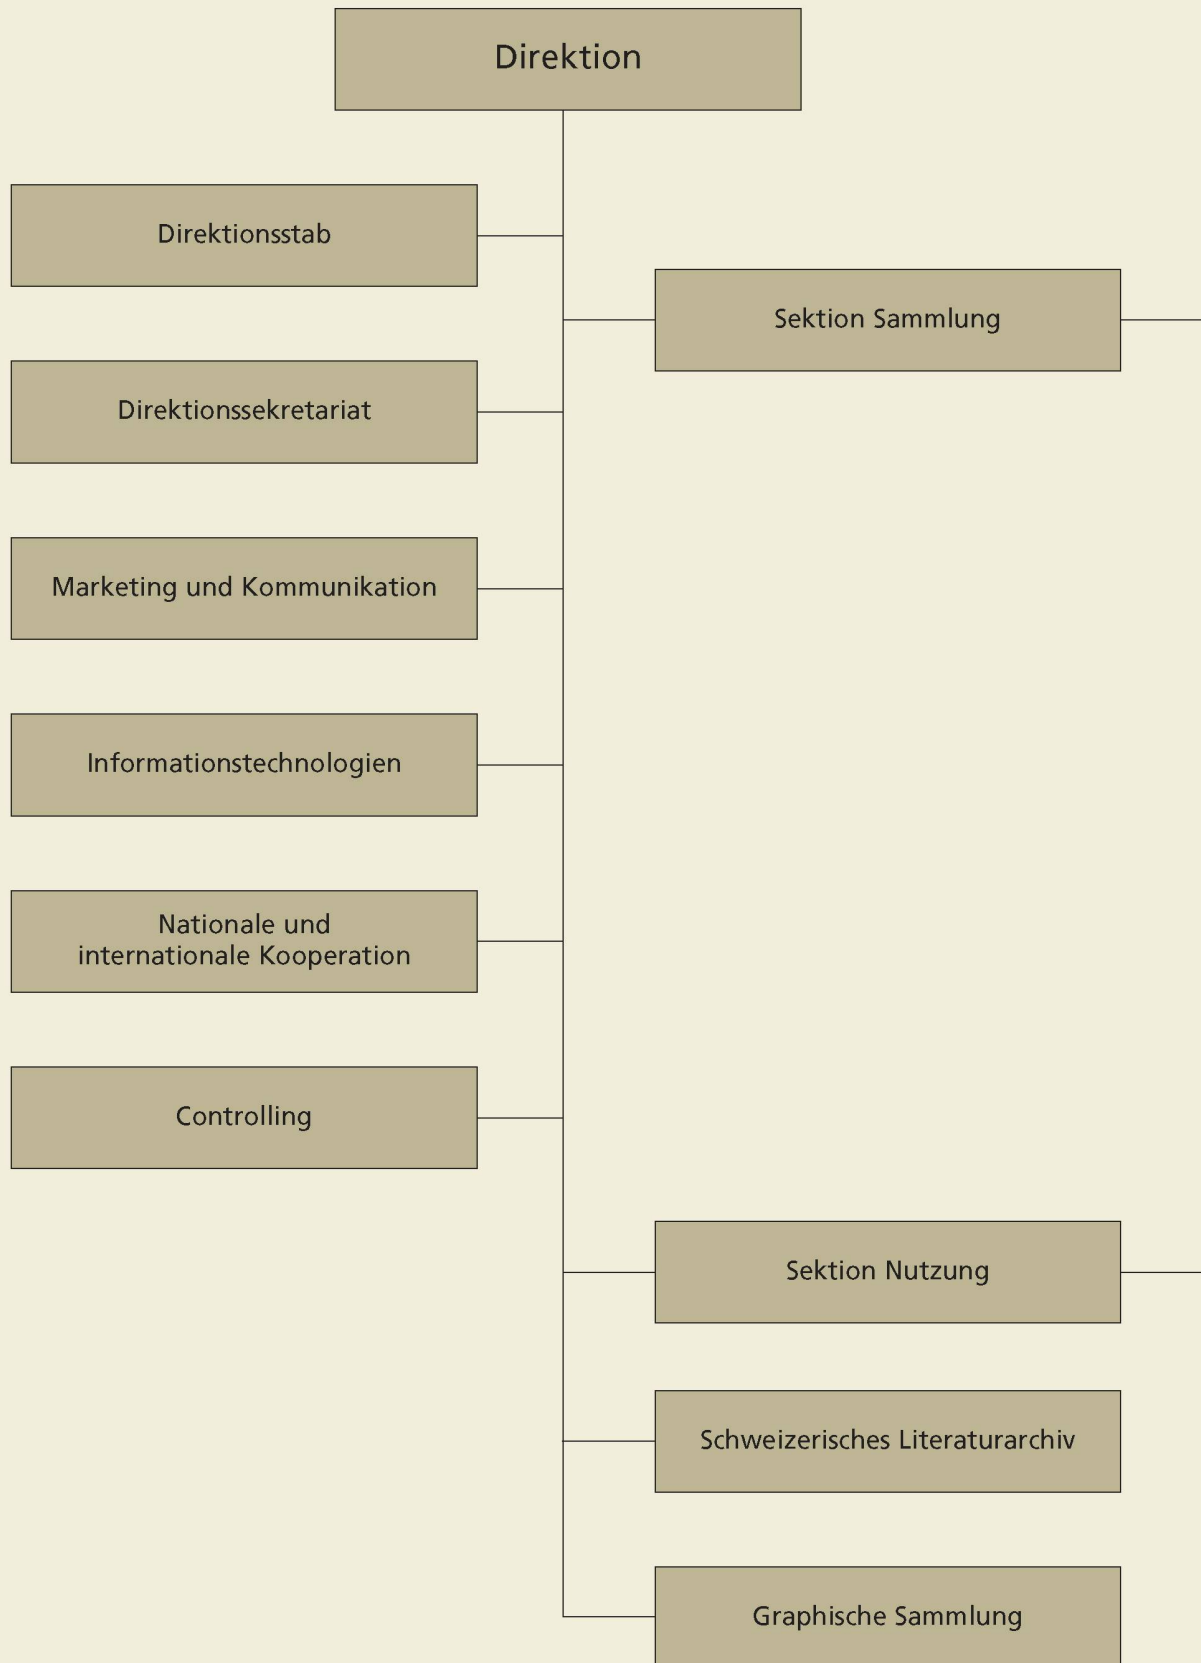 Direktion
Direktionsstab
Sektion Sammlung
Direktionssekretariat
Marketing und Kommunikation
Informationstechnologien
Nationale und
internationale Kooperation
Controlling
Sektion Nutzung
Schweizerisches Literaturarchiv
Graphische Sammlung